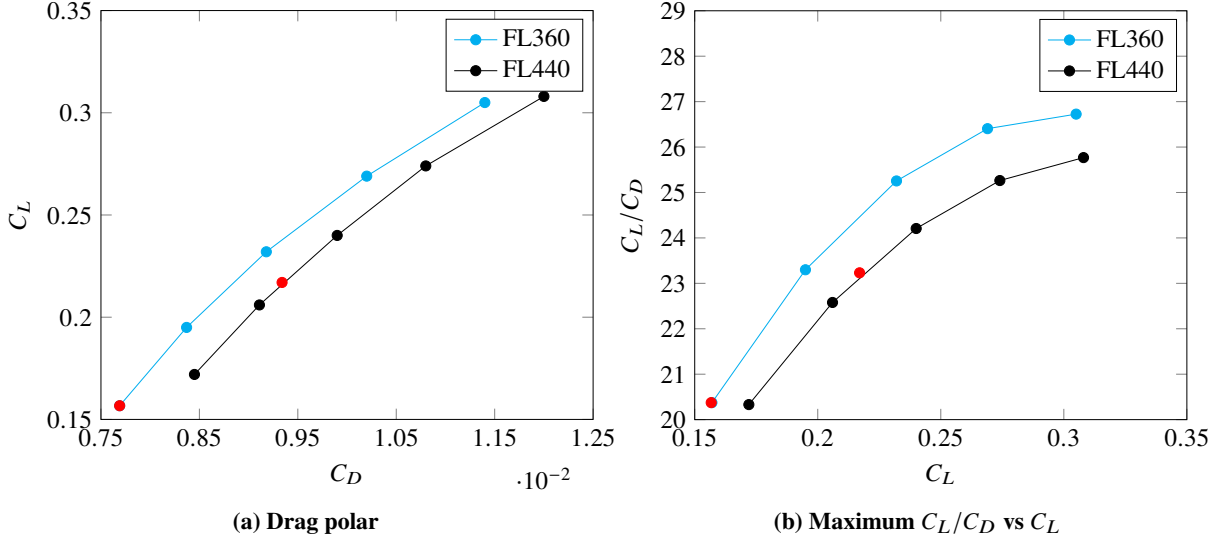 0.35
0.3
0.25
0.2
0.15
C_L
0.75 0.85 0.95 1.05 1.15 1.25
C_D
·10⁻²
FL360
FL440
(a) Drag polar
29
28
27
26
25
24
23
22
21
20
C_L/C_D
0.15 0.2 0.25 0.3 0.35
C_L
FL360
FL440
(b) Maximum C_L/C_D vs C_L